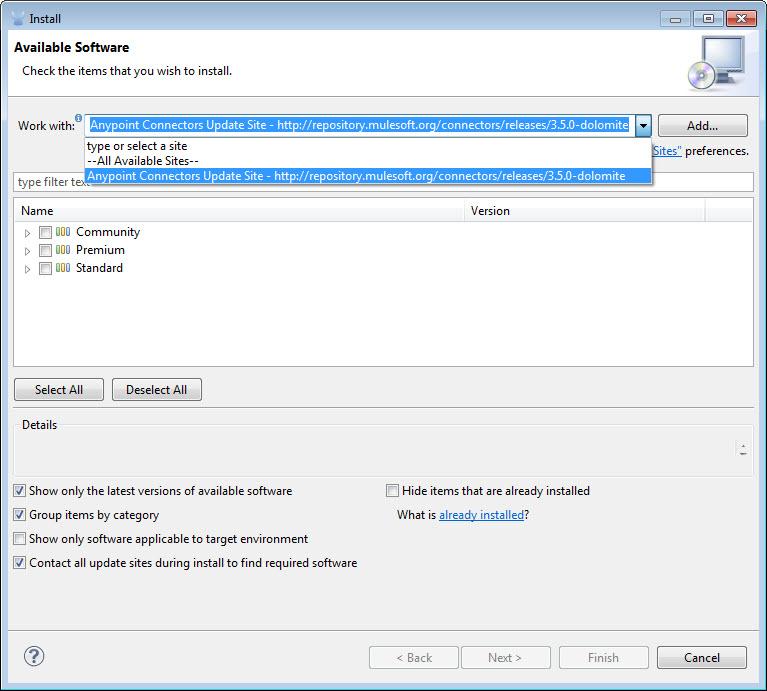 Install
Available Software
Check the items that you wish to install.
Work with: Anypoint Connectors Update Site - http://repository.mulesoft.org/connectors/releases/3.5.0-dolomite Add...
type or select a site
--All Available Sites--
Anypoint Connectors Update Site - http://repository.mulesoft.org/connectors/releases/3.5.0-dolomite
Sites" preferences.
type filter text
Name Version
Community
Premium
Standard
Select All Deselect All
Details
Show only the latest versions of available software Hide items that are already installed
Group items by category What is already installed?
Show only software applicable to target environment
Contact all update sites during install to find required software
? < Back Next > Finish Cancel